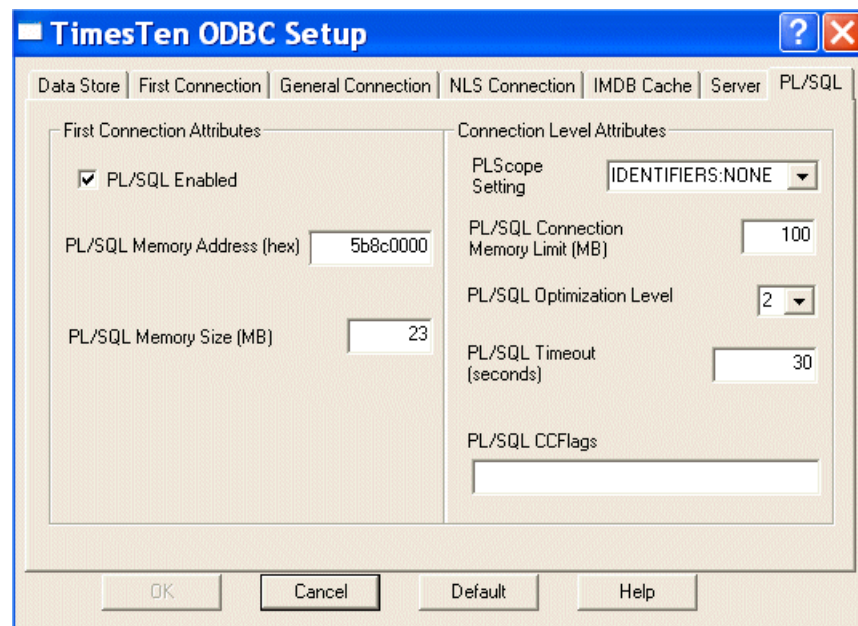 TimesTen ODBC Setup
Data Store
First Connection
General Connection
NLS Connection
IMDB Cache
Server
PL/SQL
First Connection Attributes
PL/SQL Enabled
PL/SQL Memory Address (hex)
5b8c0000
PL/SQL Memory Size (MB)
23
Connection Level Attributes
PLScope
Setting
IDENTIFIERS:NONE
PL/SQL Connection
Memory Limit (MB)
100
PL/SQL Optimization Level
2
PL/SQL Timeout
(seconds)
30
PL/SQL CCFlags
OK
Cancel
Default
Help